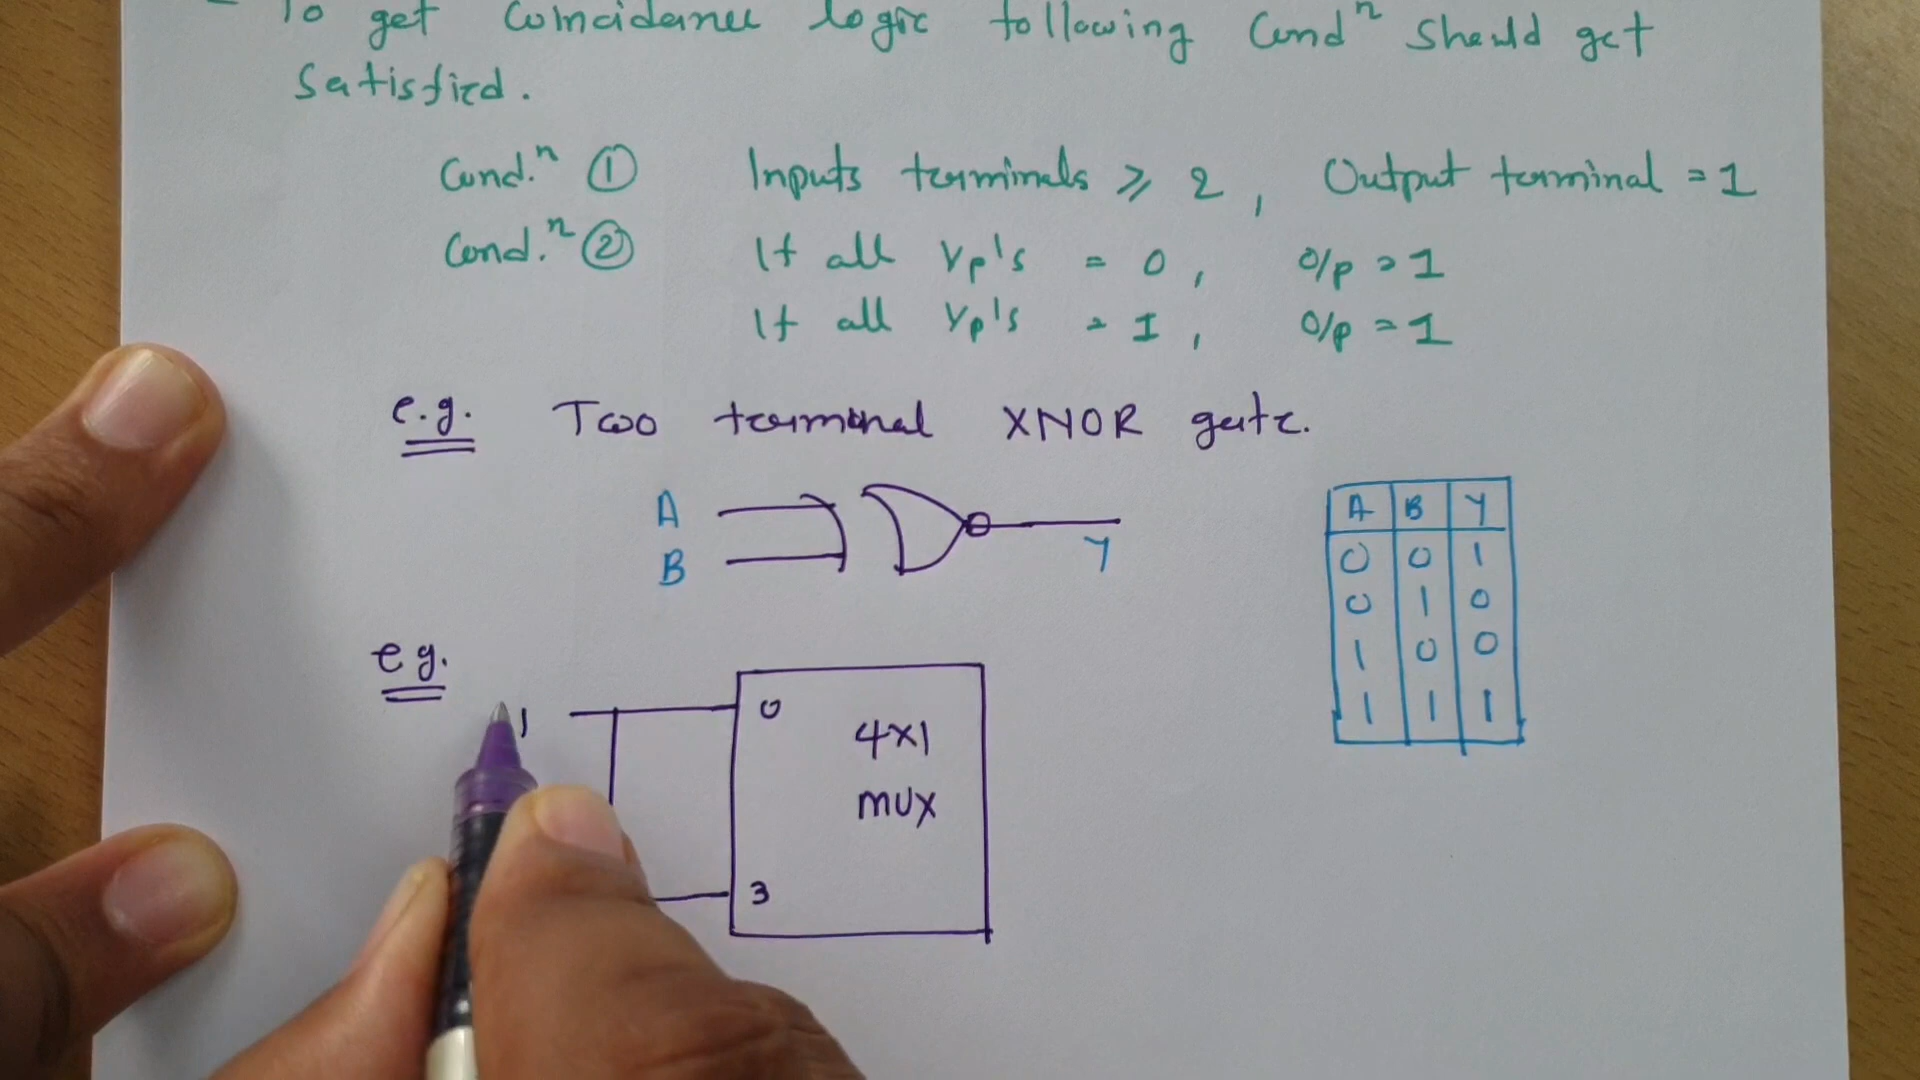 - To get Coincidance logic following Condⁿ Should get
Satisfied.
Cond.ⁿ ① Inputs terminals ⩾ 2 , Output terminal = 1
Cond.ⁿ ② If all I/p's = 0 , O/p = 1
If all I/p's = 1 , O/p = 1
e.g. Two terminal XNOR gate.
A
B
Y
A B Y
0 0 1
0 1 0
1 0 0
1 1 1
e g.
1
0
4x1
MUX
3